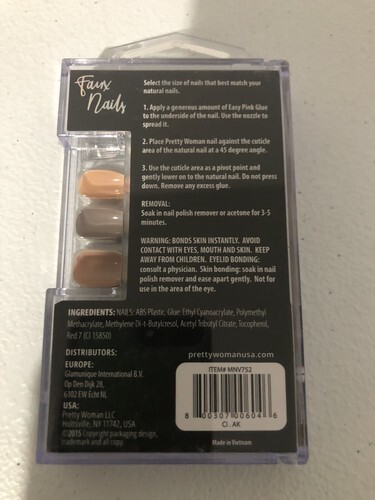 Faux
Nails
Select the size of nails that best match your
natural nails.
1. Apply a generous amount of Easy Pink Glue
to the underside of the nail. Use the nozzle to
spread it.
2. Place Pretty Woman nail against the cuticle
area of the natural nail at a 45 degree angle.
3. Use the cuticle area as a pivot point and
gently lower on to the natural nail. Do not press
down. Remove any excess glue.
REMOVAL:
Soak in nail polish remover or acetone for 3-5
minutes.
WARNING: BONDS SKIN INSTANTLY. AVOID
CONTACT WITH EYES, MOUTH AND SKIN. KEEP
AWAY FROM CHILDREN. EYELID BONDING:
consult a physician. Skin bonding: soak in nail
polish remover and ease apart gently. Not for
use in the area of the eye.
INGREDIENTS: NAILS: ABS Plastic, Glue: Ethyl Cyanoacrylate, Polymethyl
Methacrylate, Methylene Di-t-Butylcresol, Acetyl Tributyl Citrate, Tocopherol,
Red 7 (CI 15850)
DISTRIBUTORS:
EUROPE:
Glamunique International B.V.
Op Den Dijk 2B,
6102 EW Echt NL
USA:
Pretty Woman LLC
Holtsville, NY 11742, USA
©2015 Copyright packaging design,
trademark and all copy.
prettywomanusa.com
ITEM# MNV752
8 00307 00604 6
CI . AK
Made in Vietnam